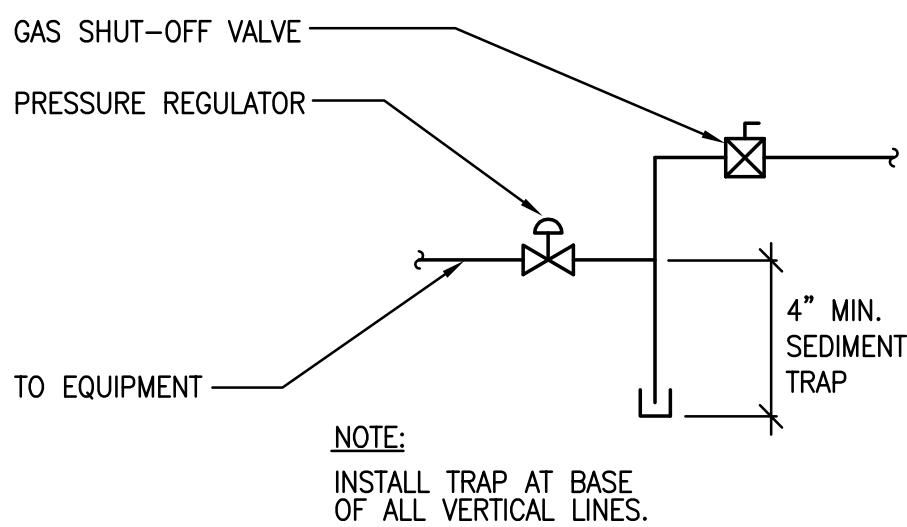 GAS SHUT-OFF VALVE
PRESSURE REGULATOR
4" MIN.
SEDIMENT
TRAP
TO EQUIPMENT
NOTE:
INSTALL TRAP AT BASE
OF ALL VERTICAL LINES.